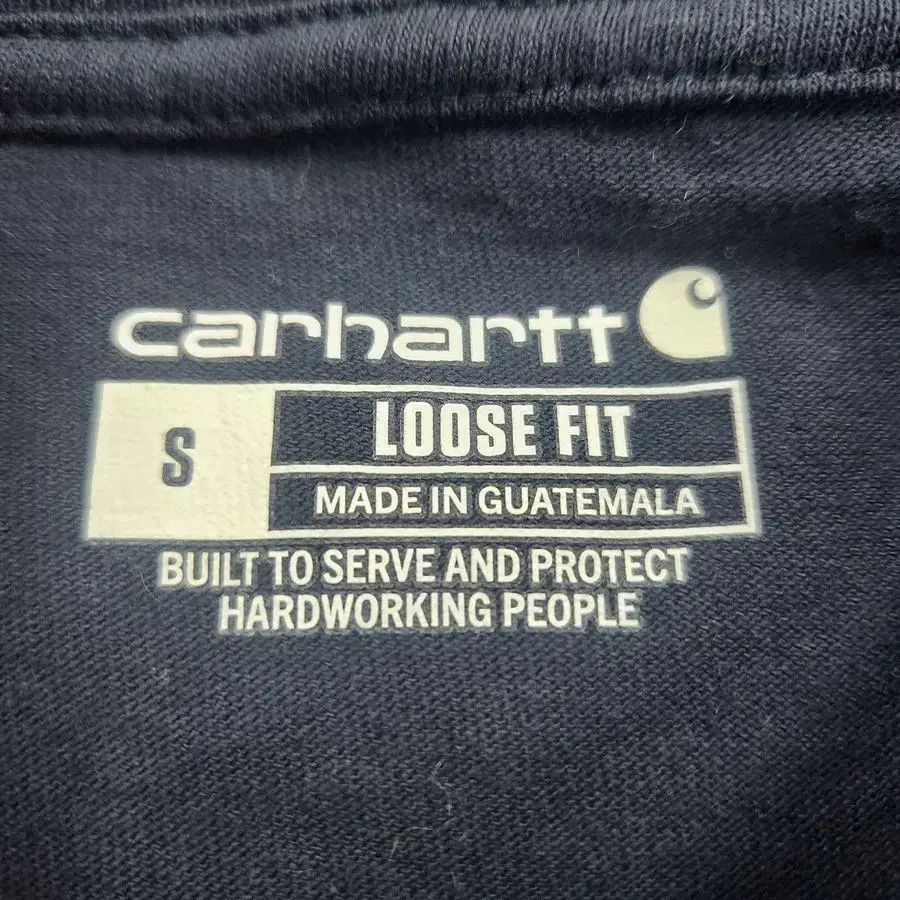 carhartt
S
LOOSE FIT
MADE IN GUATEMALA
BUILT TO SERVE AND PROTECT
HARDWORKING PEOPLE